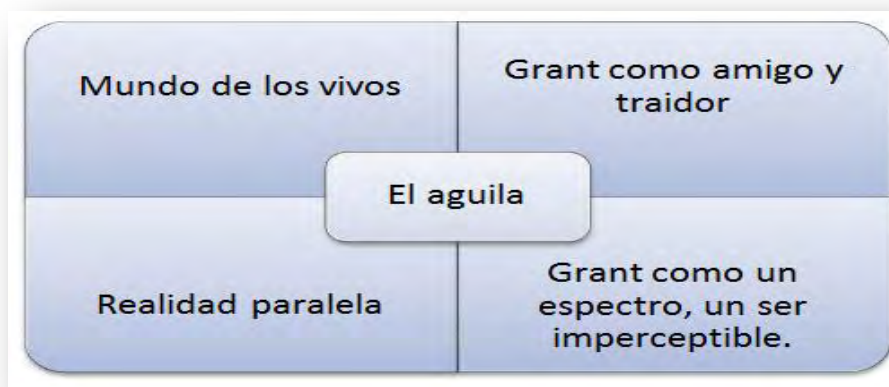 Mundo de los vivos
Grant como amigo y
traidor
El aguila
Realidad paralela
Grant como un
espectro, un ser
imperceptible.